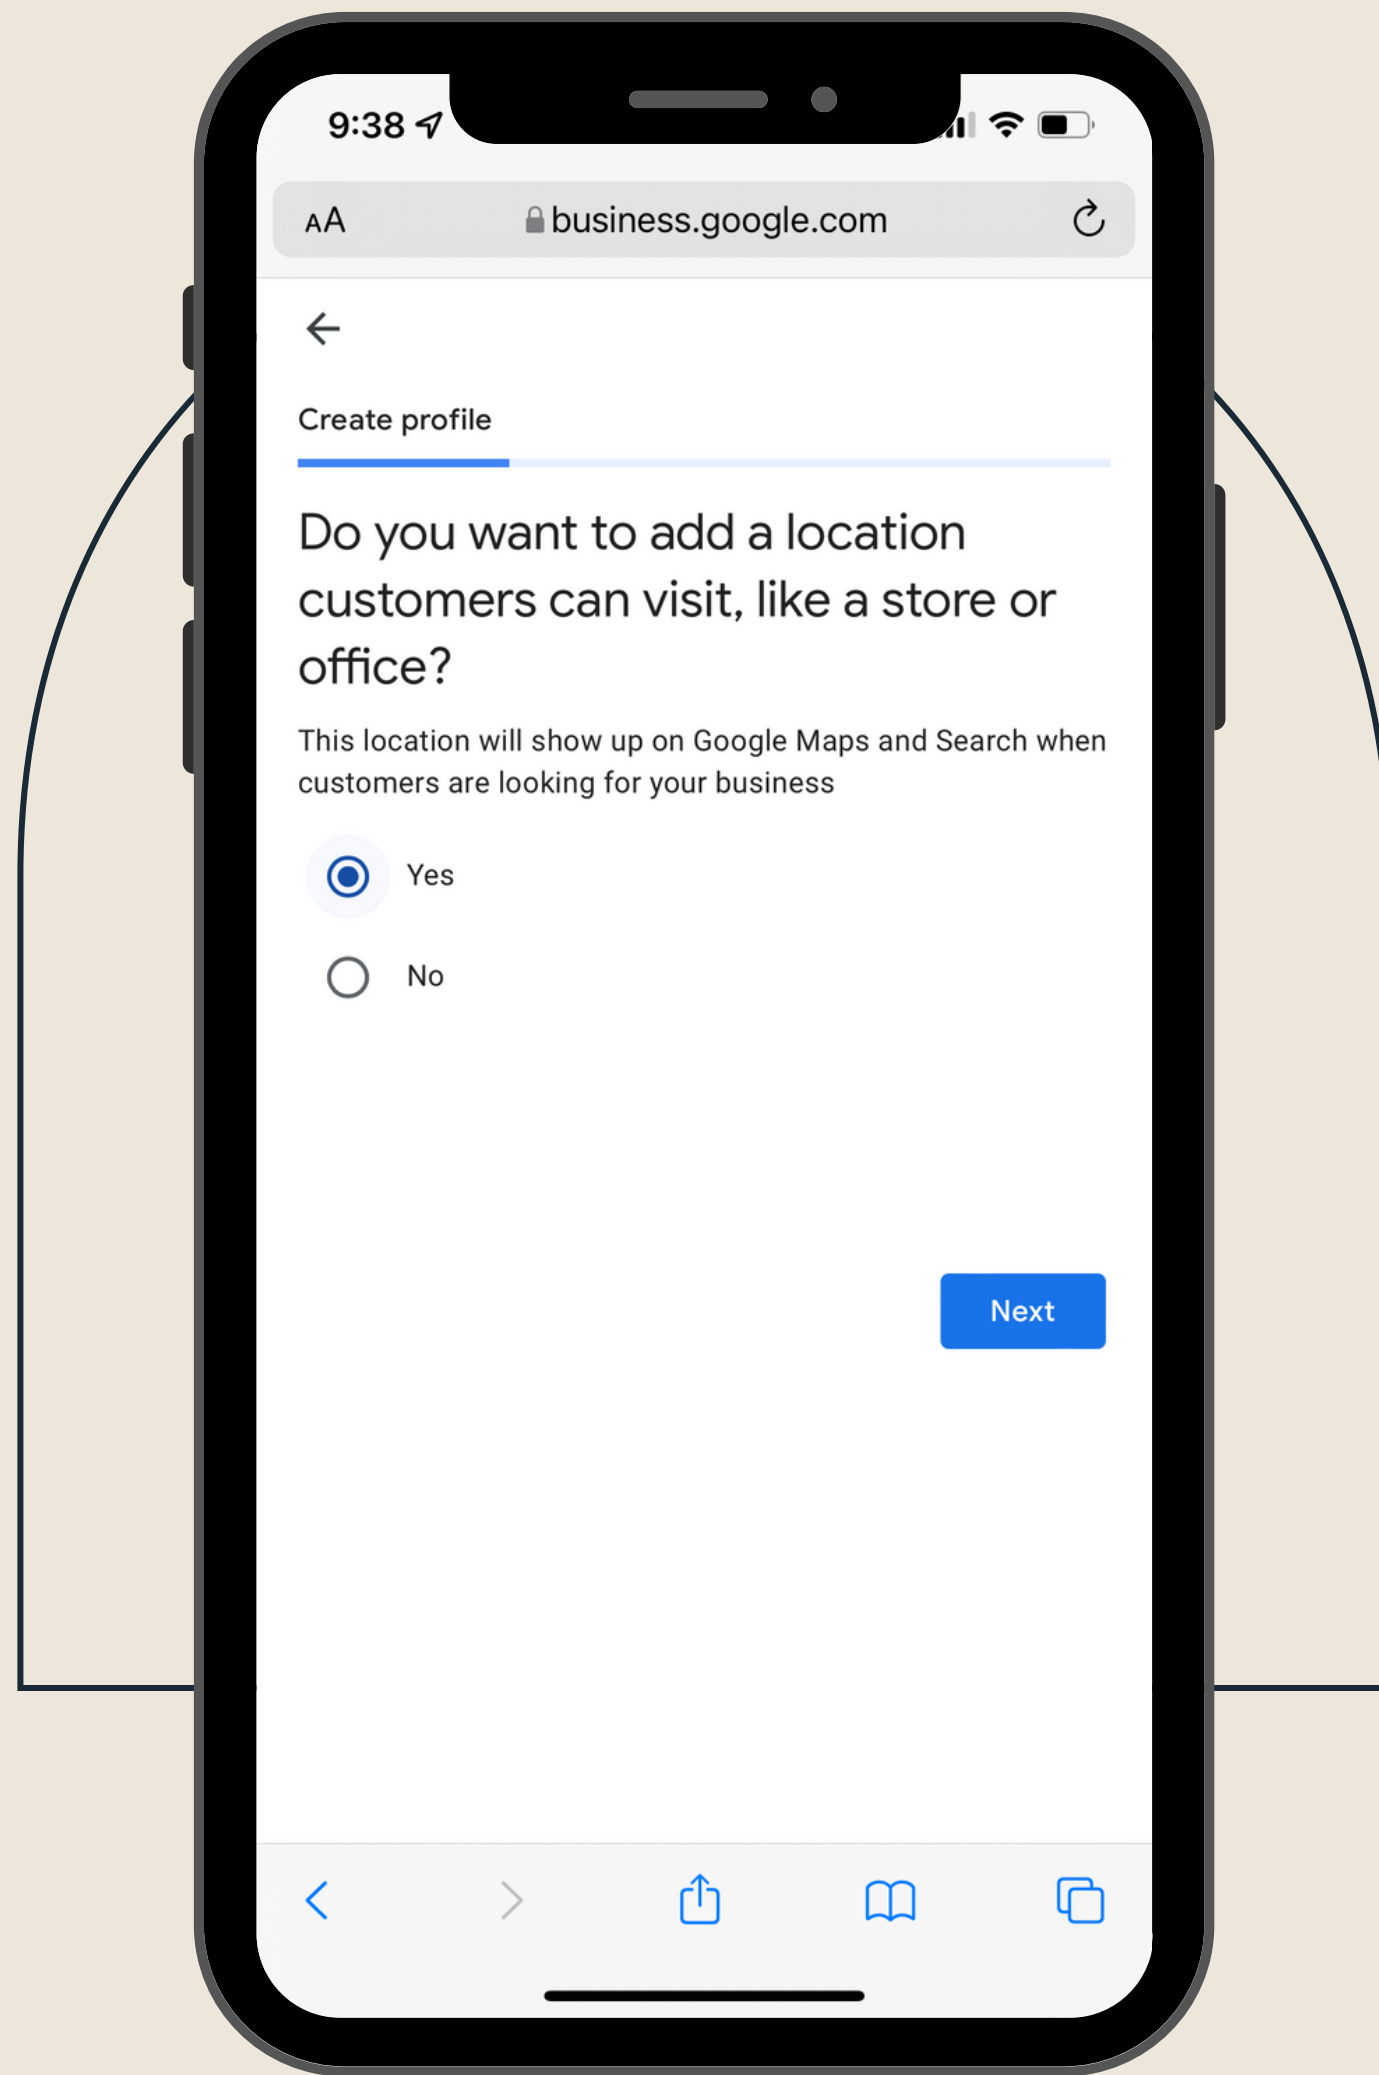 9:38
AA business.google.com
Create profile
Do you want to add a location
customers can visit, like a store or
office?
This location will show up on Google Maps and Search when
customers are looking for your business
Yes
No
Next